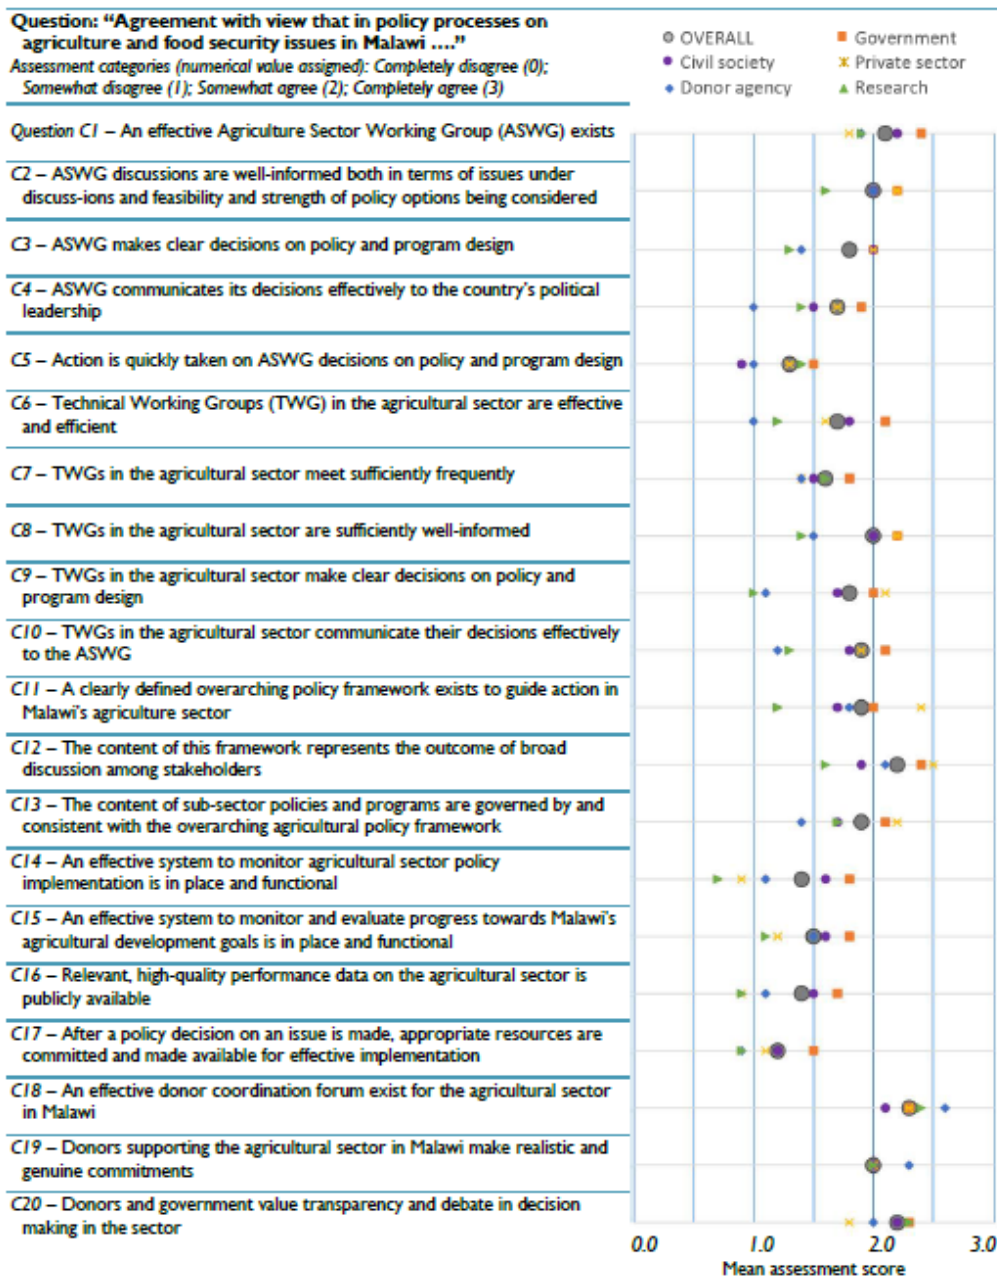 Question: “Agreement with view that in policy processes on
agriculture and food security issues in Malawi ….”
Assessment categories (numerical value assigned): Completely disagree (0);
Somewhat disagree (1); Somewhat agree (2); Completely agree (3)
OVERALL
Government
Civil society
Private sector
Donor agency
Research
Question C1 – An effective Agriculture Sector Working Group (ASWG) exists
C2 – ASWG discussions are well-informed both in terms of issues under
discuss-ions and feasibility and strength of policy options being considered
C3 – ASWG makes clear decisions on policy and program design
C4 – ASWG communicates its decisions effectively to the country’s political
leadership
C5 – Action is quickly taken on ASWG decisions on policy and program design
C6 – Technical Working Groups (TWG) in the agricultural sector are effective
and efficient
C7 – TWGs in the agricultural sector meet sufficiently frequently
C8 – TWGs in the agricultural sector are sufficiently well-informed
C9 – TWGs in the agricultural sector make clear decisions on policy and
program design
C10 – TWGs in the agricultural sector communicate their decisions effectively
to the ASWG
C11 – A clearly defined overarching policy framework exists to guide action in
Malawi’s agriculture sector
C12 – The content of this framework represents the outcome of broad
discussion among stakeholders
C13 – The content of sub-sector policies and programs are governed by and
consistent with the overarching agricultural policy framework
C14 – An effective system to monitor agricultural sector policy
implementation is in place and functional
C15 – An effective system to monitor and evaluate progress towards Malawi’s
agricultural development goals is in place and functional
C16 – Relevant, high-quality performance data on the agricultural sector is
publicly available
C17 – After a policy decision on an issue is made, appropriate resources are
committed and made available for effective implementation
C18 – An effective donor coordination forum exist for the agricultural sector
in Malawi
C19 – Donors supporting the agricultural sector in Malawi make realistic and
genuine commitments
C20 – Donors and government value transparency and debate in decision
making in the sector
0.0 1.0 2.0 3.0
Mean assessment score